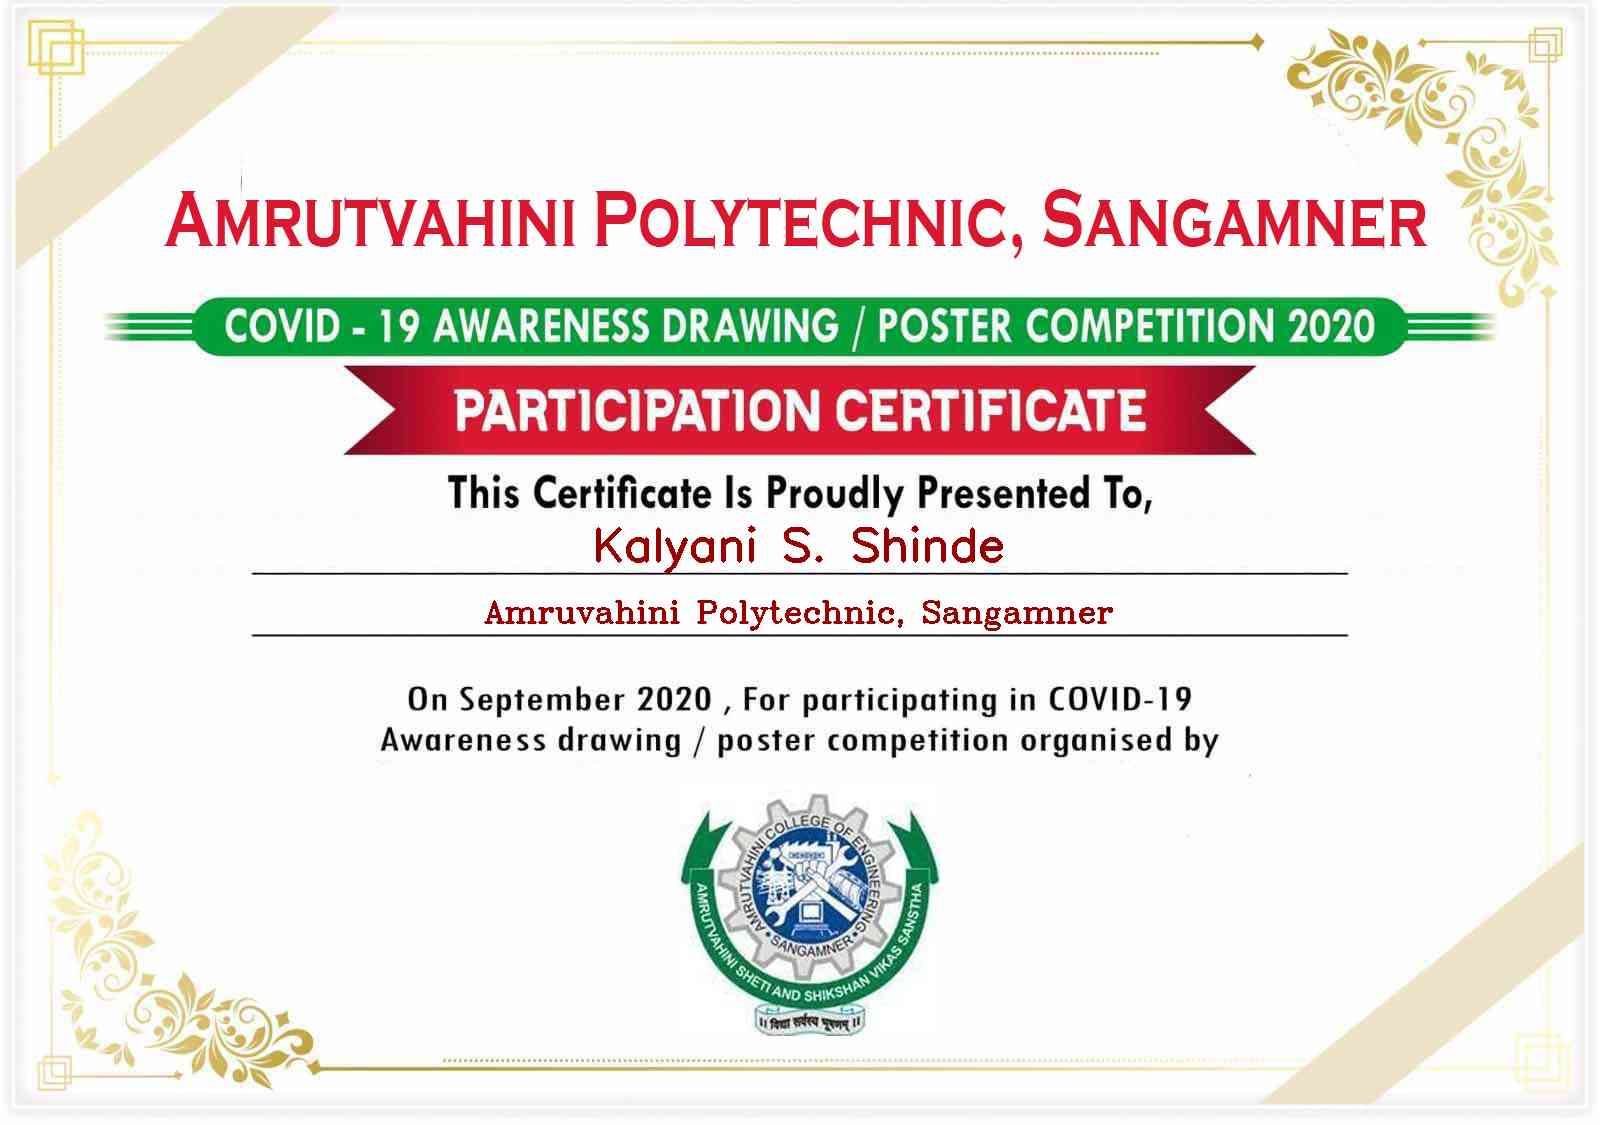 AMRUTVAHINI POLYTECHNIC, SANGAMNER
COVID - 19 AWARENESS DRAWING / POSTER COMPETITION 2020
PARTICIPATION CERTIFICATE
This Certificate Is Proudly Presented To,
Kalyani S. Shinde
Amruvahini Polytechnic, Sangamner
On September 2020 , For participating in COVID-19
Awareness drawing / poster competition organised by
AMRUTVAHINI COLLEGE OF ENGINEERING
SANGAMNER
AMRUTVAHINI SHETI AND SHIKSHAN VIKAS SANSTHA
॥ विद्या सर्वस्य भूषणम् ॥